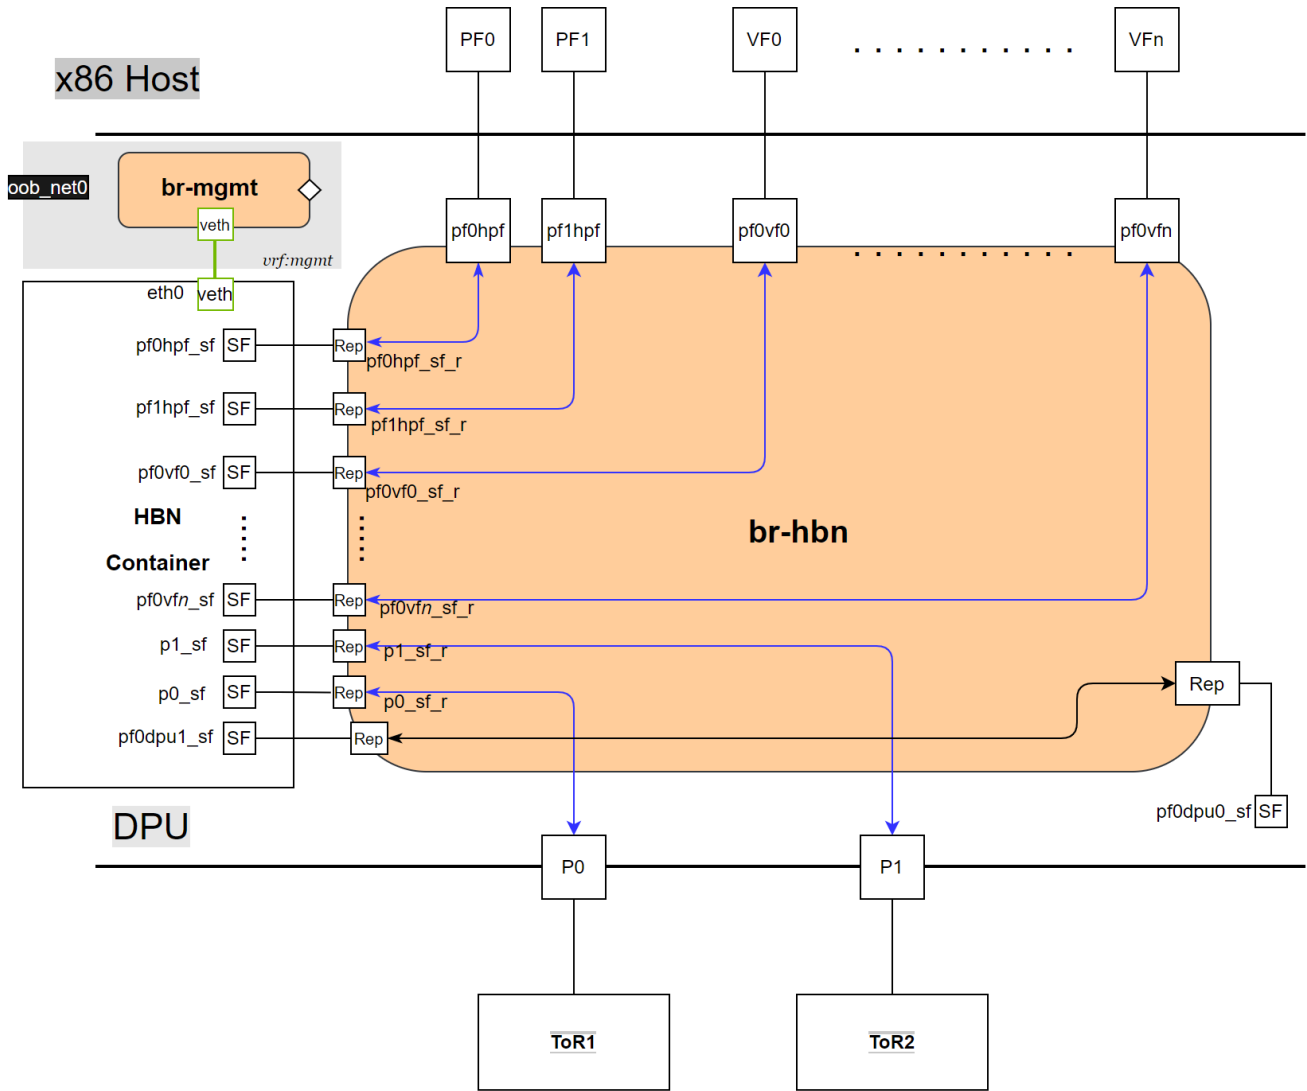 PF0
PF1
VF0
VFn
x86 Host
oob_net0
br-mgmt
veth
vrf:mgmt
pf0hpf
pf1hpf
pf0vf0
pf0vfn
eth0
veth
pf0hpf_sf
SF
Rep
pf0hpf_sf_r
pf1hpf_sf
SF
Rep
pf1hpf_sf_r
pf0vf0_sf
SF
Rep
pf0vf0_sf_r
HBN
Container
br-hbn
pf0vfn_sf
SF
Rep
pf0vfn_sf_r
p1_sf
SF
Rep
p1_sf_r
p0_sf
SF
Rep
p0_sf_r
Rep
pf0dpu1_sf
SF
Rep
pf0dpu0_sf
SF
DPU
P0
P1
ToR1
ToR2